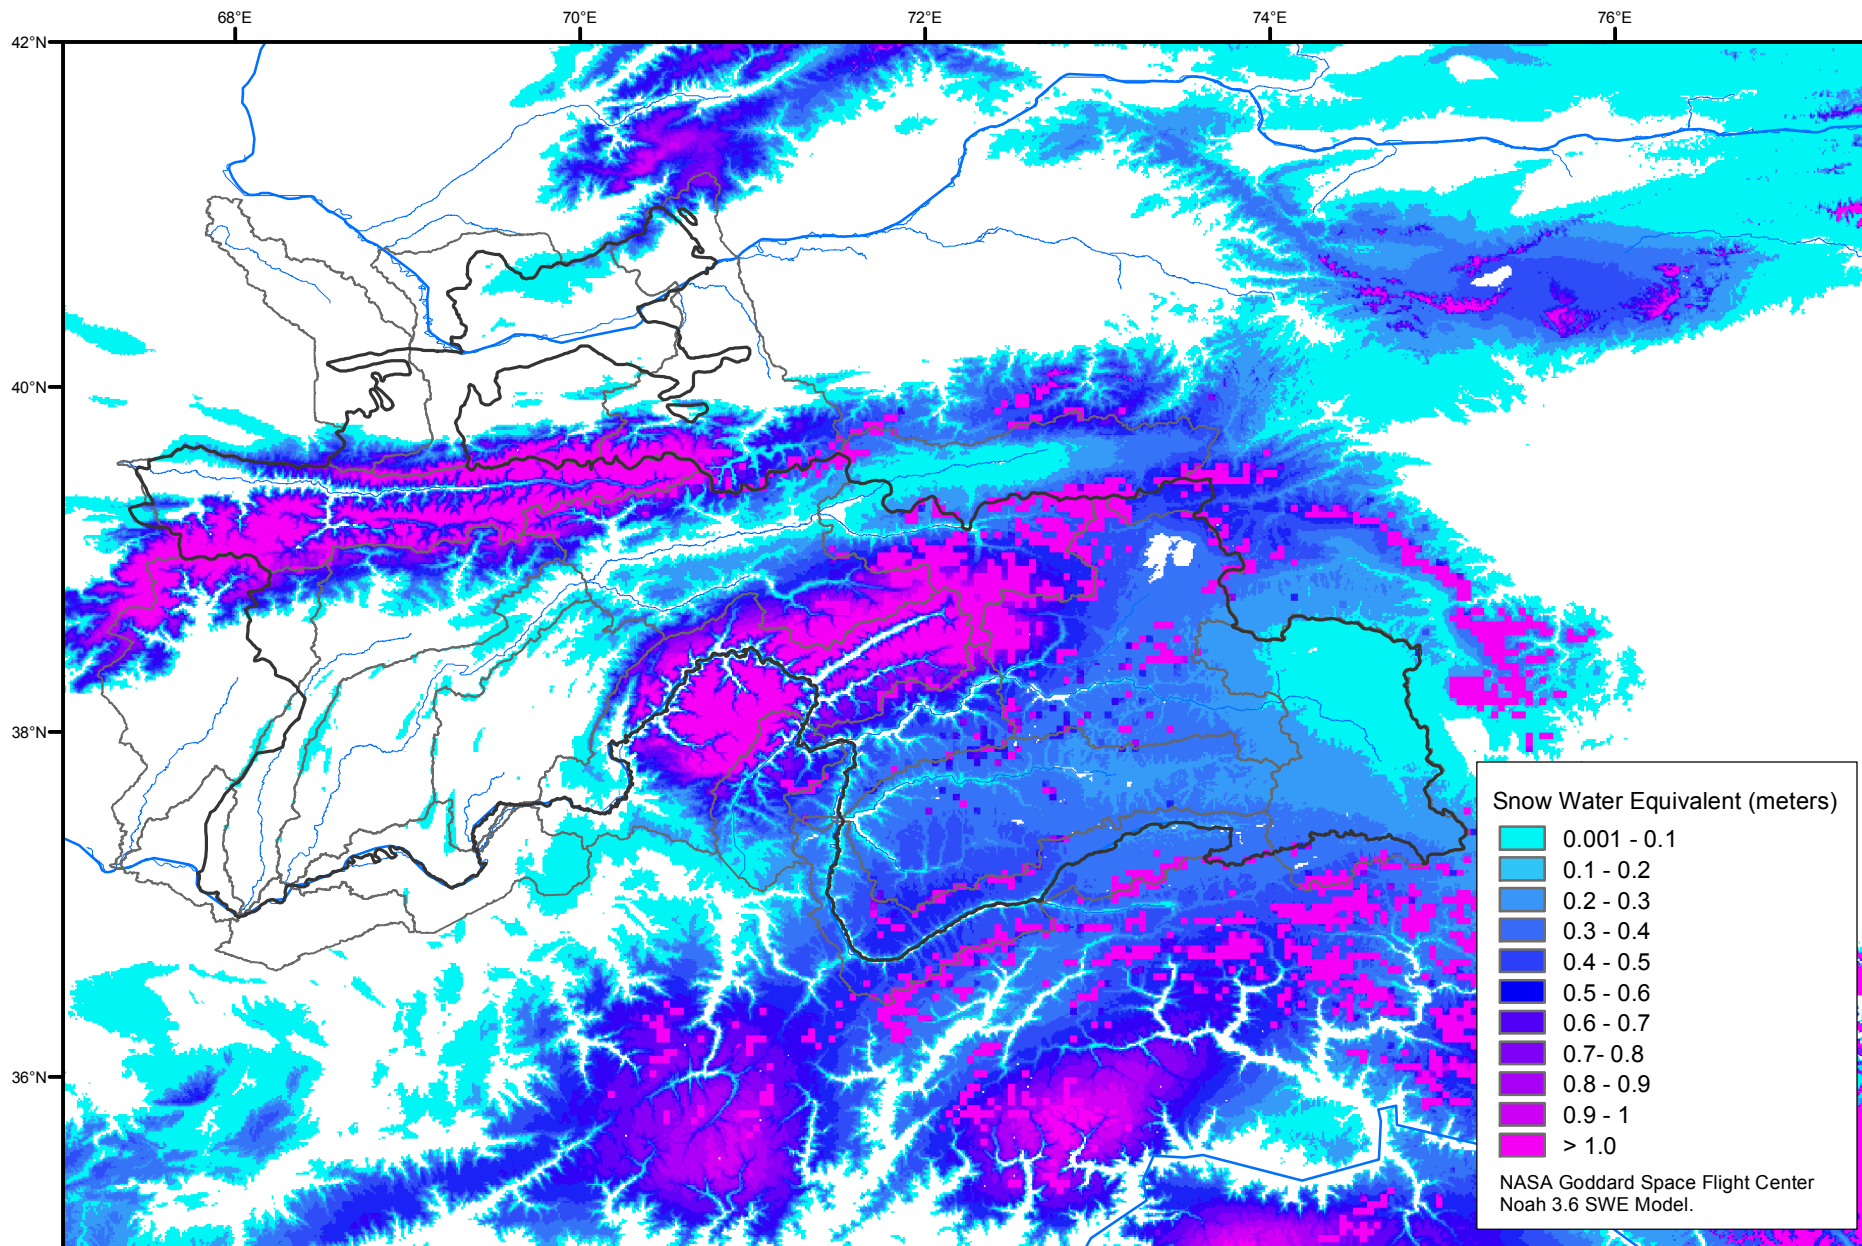 68°E
70°E
72°E
74°E
76°E
42°N
40°N
38°N
36°N
Snow Water Equivalent (meters)
0.001 - 0.1
0.1 - 0.2
0.2 - 0.3
0.3 - 0.4
0.4 - 0.5
0.5 - 0.6
0.6 - 0.7
0.7- 0.8
0.8 - 0.9
0.9 - 1
> 1.0
NASA Goddard Space Flight Center
Noah 3.6 SWE Model.